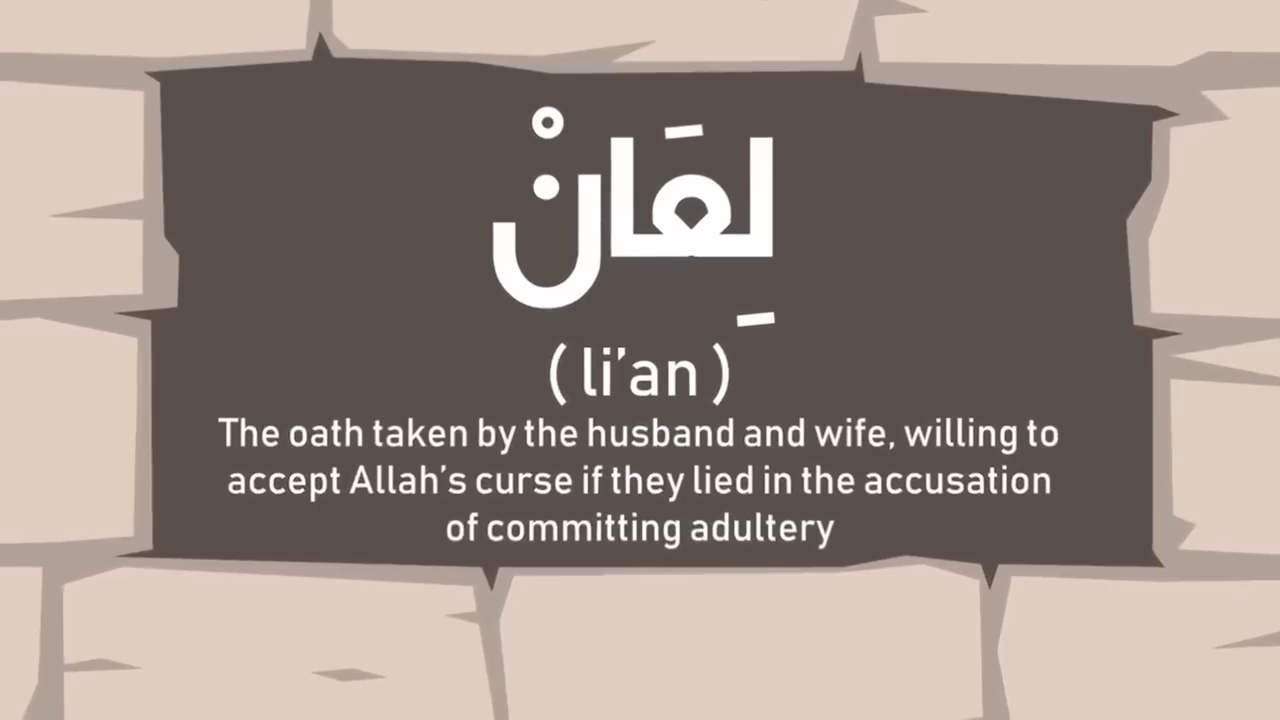 لِعَانْ
( li’an )
The oath taken by the husband and wife, willing to
accept Allah’s curse if they lied in the accusation
of committing adultery